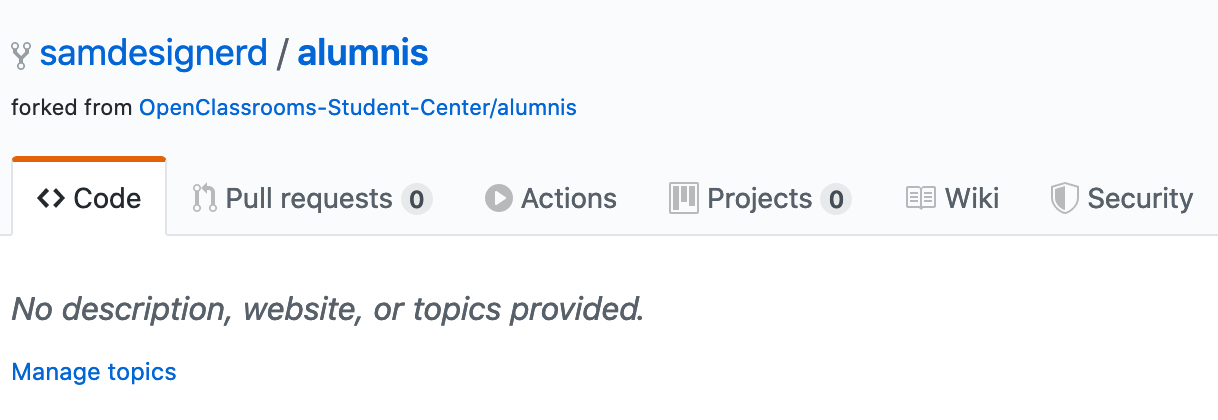 samdesignerd / alumnis
forked from OpenClassrooms-Student-Center/alumnis
Code Pull requests 0 Actions Projects 0 Wiki Security
No description, website, or topics provided.
Manage topics